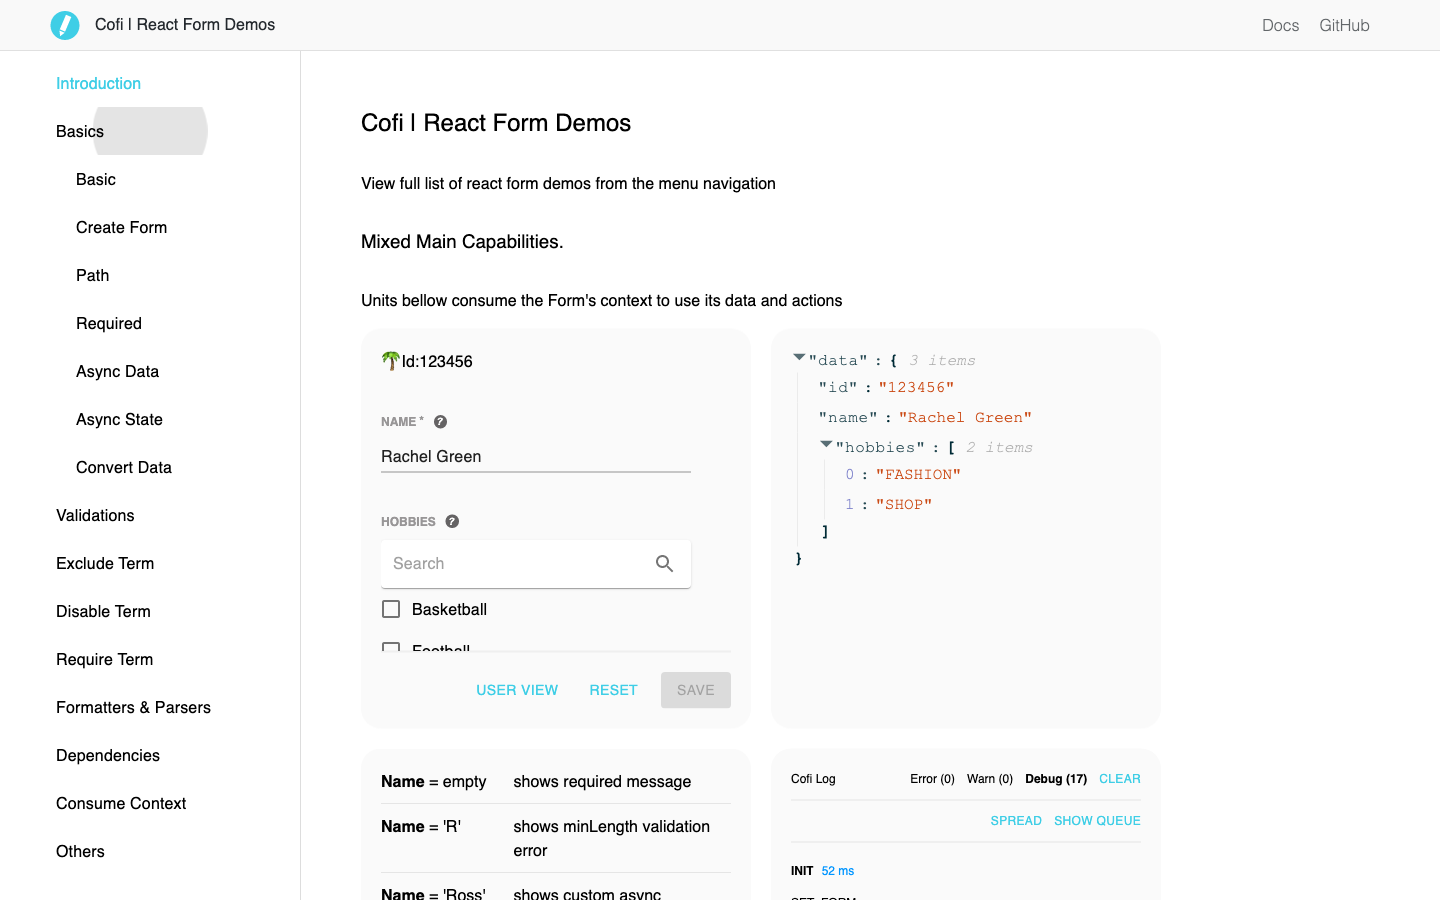 Cofi | React Form Demos
Docs
GitHub
Introduction
Basics
Basic
Create Form
Path
Required
Async Data
Async State
Convert Data
Validations
Exclude Term
Disable Term
Require Term
Formatters & Parsers
Dependencies
Consume Context
Others
Cofi | React Form Demos
View full list of react form demos from the menu navigation
Mixed Main Capabilities.
Units bellow consume the Form's context to use its data and actions
Id:123456
NAME *
Rachel Green
HOBBIES
Search
Basketball
Football
USER VIEW
RESET
SAVE
"data" : { 3 items
"id" : "123456"
"name" : "Rachel Green"
"hobbies" : [ 2 items
0 : "FASHION"
1 : "SHOP"
]
}
Name = empty shows required message
Name = 'R' shows minLength validation
error
Name = 'Ross' shows custom async
Cofi Log Error (0) Warn (0) Debug (17) CLEAR
SPREAD SHOW QUEUE
INIT 52 ms